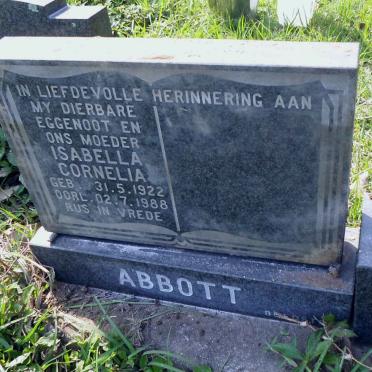 IN LIEFDEVOLLE HERINNERING AAN
MY DIERBARE
EGGENOOT EN
ONS MOEDER
ISABELLA
CORNELIA
GEB. 31.5.1922
OORL. 02.7.1988
RUS IN VREDE
ABBOTT